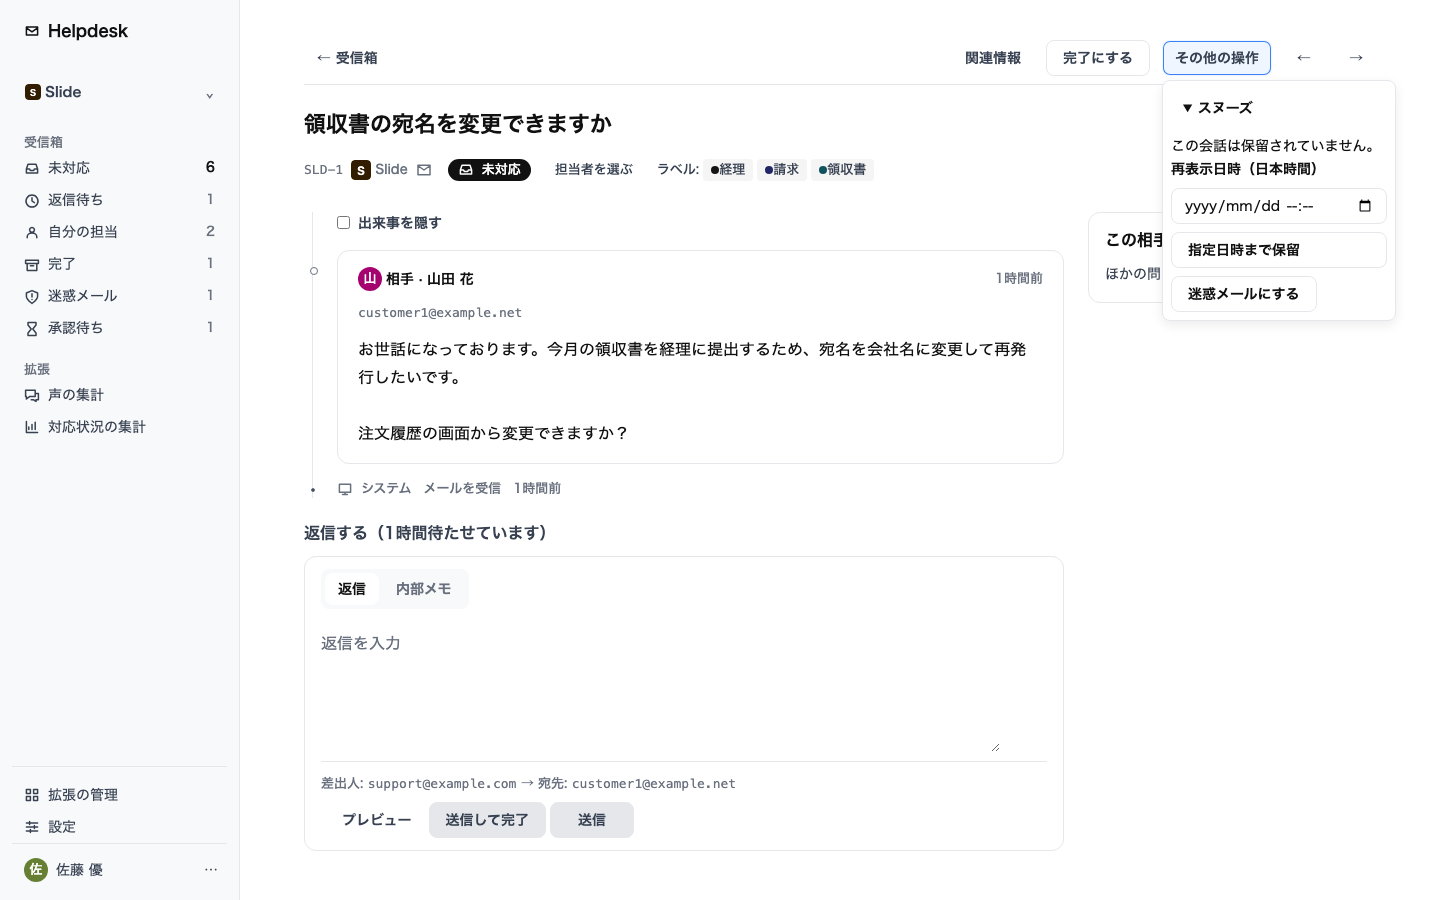 Helpdesk
S Slide
受信箱
未対応 6
返信待ち 1
自分の担当 2
完了 1
迷惑メール 1
承認待ち 1
拡張
声の集計
対応状況の集計
拡張の管理
設定
佐 佐藤 優 …
← 受信箱
関連情報 完了にする その他の操作 ← →
領収書の宛名を変更できますか
SLD-1 S Slide 未対応 担当者を選ぶ ラベル: 経理 請求 領収書
出来事を隠す
山 相手 · 山田 花 1時間前
customer1@example.net
お世話になっております。今月の領収書を経理に提出するため、宛名を会社名に変更して再発
行したいです。
注文履歴の画面から変更できますか？
システム メールを受信 1時間前
返信する（1時間待たせています）
返信 内部メモ
返信を入力
差出人: support@example.com → 宛先: customer1@example.net
プレビュー 送信して完了 送信
この相手
ほかの問
▼ スヌーズ
この会話は保留されていません。
再表示日時（日本時間）
yyyy/mm/dd --:--
指定日時まで保留
迷惑メールにする